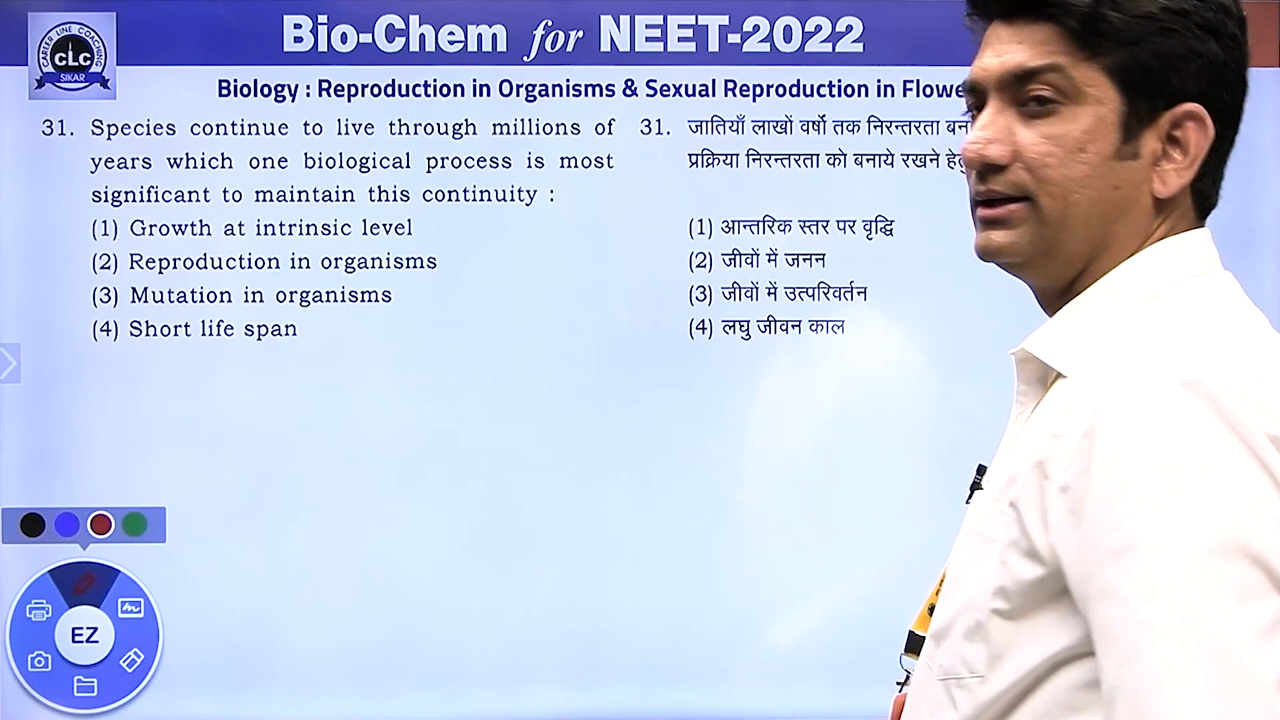 Bio-Chem for NEET-2022
CAREER LINE COACHING
CLC
SIKAR
Biology : Reproduction in Organisms & Sexual Reproduction in
31. Species continue to live through millions of
years which one biological process is most
significant to maintain this continuity :
(1) Growth at intrinsic level
(2) Reproduction in organisms
(3) Mutation in organisms
(4) Short life span
31. जातियाँ लाखों वर्षों तक निरन्तरता
प्रक्रिया निरन्तरता को बनाये रखने
(1) आन्तरिक स्तर पर वृद्धि
(2) जीवों में जनन
(3) जीवों में उत्परिवर्तन
(4) लघु जीवन काल
EZ